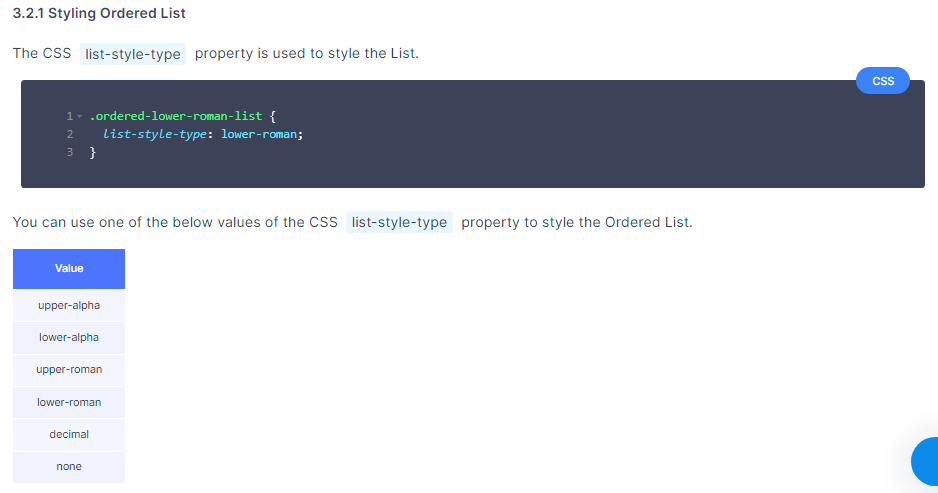 3.2.1 Styling Ordered List
The CSS list-style-type property is used to style the List.
CSS
1 .ordered-lower-roman-list {
2 list-style-type: lower-roman;
3 }
You can use one of the below values of the CSS list-style-type property to style the Ordered List.
Value
upper-alpha
lower-alpha
upper-roman
lower-roman
decimal
none